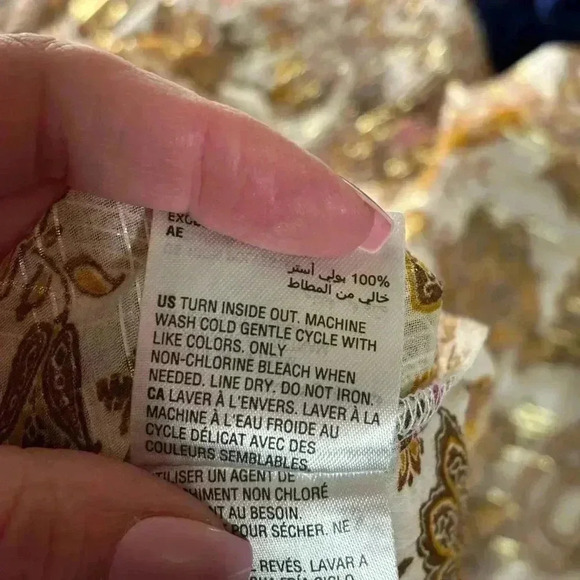 AE
100% بولي أستر
خالي من المطاط
US TURN INSIDE OUT. MACHINE
WASH COLD GENTLE CYCLE WITH
LIKE COLORS. ONLY
NON-CHLORINE BLEACH WHEN
NEEDED. LINE DRY. DO NOT IRON.
CA LAVER À L'ENVERS. LAVER À LA
MACHINE À L'EAU FROIDE AU
CYCLE DÉLICAT AVEC DES
COULEURS SEMBLABLES.
UN AGENT DE
NON CHLORÉ
AU BESOIN.
POUR SÉCHER. NE
REVÉS. LAVAR A